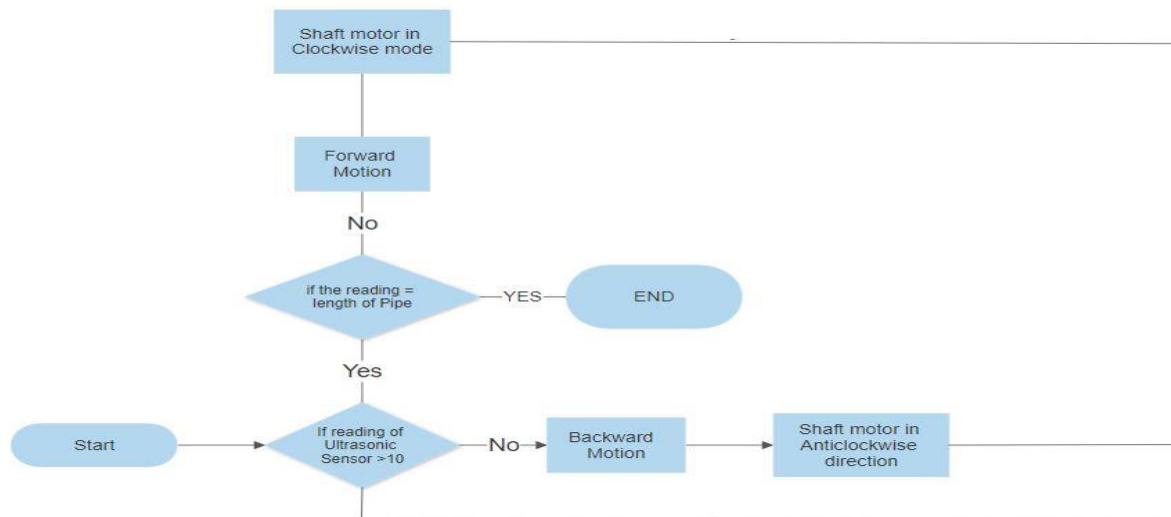 Shaft motor in
Clockwise mode
Forward
Motion
No
if the reading =
length of Pipe
YES
END
Yes
Start
If reading of
Ultrasonic
Sensor >10
No
Backward
Motion
Shaft motor in
Anticlockwise
direction